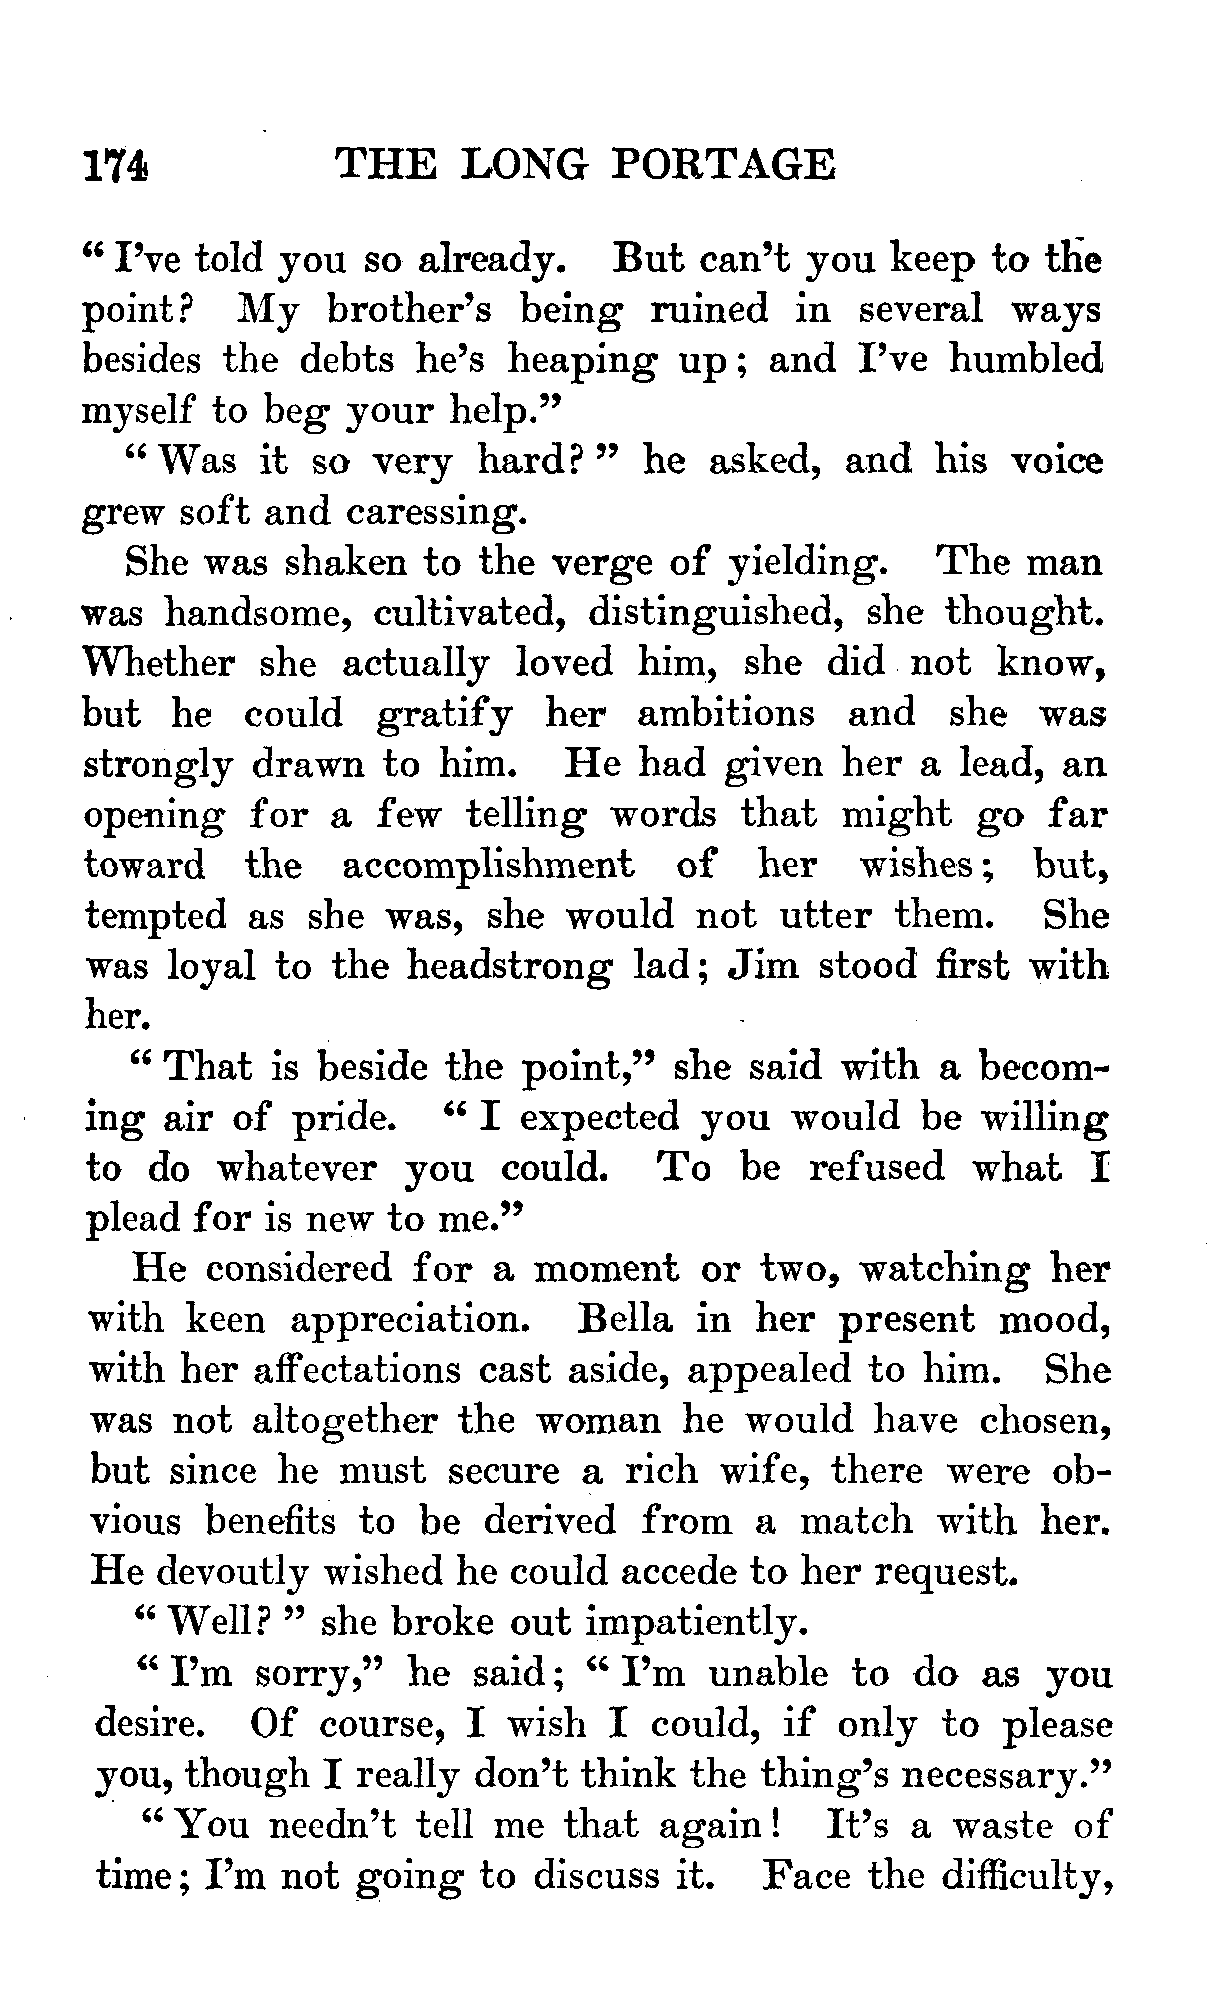 174 THE LONG PORTAGE
“ I’ve told you so already. But can’t you keep to the
point? My brother’s being ruined in several ways
besides the debts he’s heaping up ; and I’ve humbled
myself to beg your help.”
“ Was it so very hard? ” he asked, and his voice
grew soft and caressing.
She was shaken to the verge of yielding. The man
was handsome, cultivated, distinguished, she thought.
Whether she actually loved him, she did not know,
but he could gratify her ambitions and she was
strongly drawn to him. He had given her a lead, an
opening for a few telling words that might go far
toward the accomplishment of her wishes ; but,
tempted as she was, she would not utter them. She
was loyal to the headstrong lad ; Jim stood first with
her.
“ That is beside the point,” she said with a becom-
ing air of pride. “ I expected you would be willing
to do whatever you could. To be refused what I
plead for is new to me.”
He considered for a moment or two, watching her
with keen appreciation. Bella in her present mood,
with her affectations cast aside, appealed to him. She
was not altogether the woman he would have chosen,
but since he must secure a rich wife, there were ob-
vious benefits to be derived from a match with her.
He devoutly wished he could accede to her request.
“ Well? ” she broke out impatiently.
“ I’m sorry,” he said ; “ I’m unable to do as you
desire. Of course, I wish I could, if only to please
you, though I really don’t think the thing’s necessary.”
“ You needn’t tell me that again ! It’s a waste of
time ; I’m not going to discuss it. Face the difficulty,